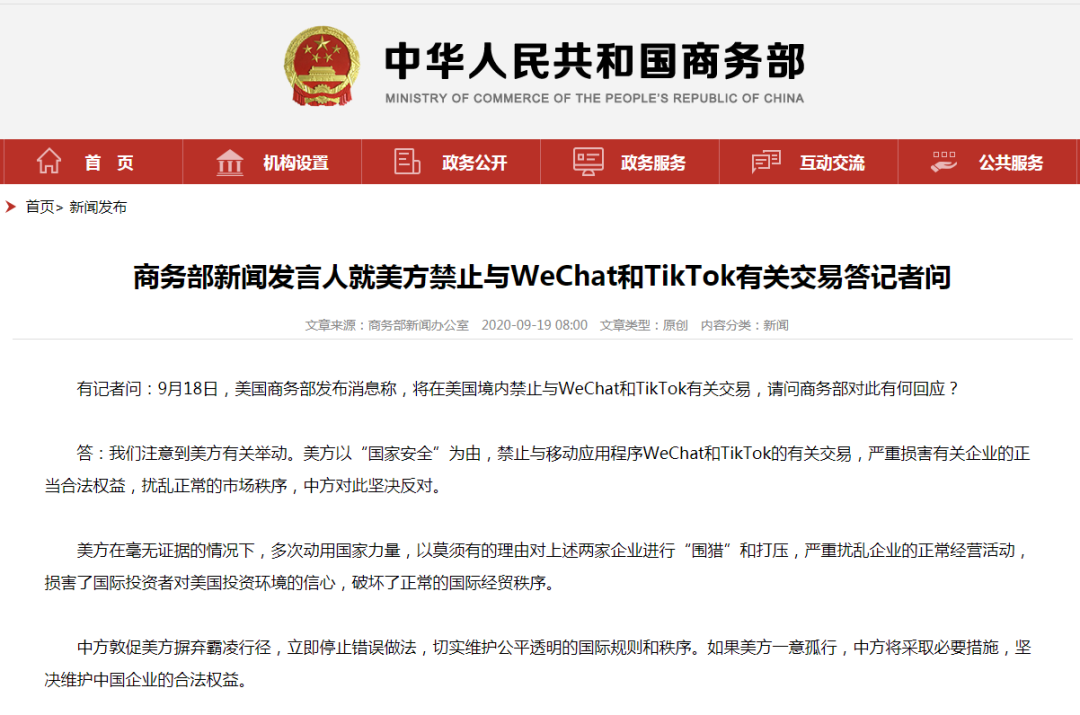 中华人民共和国商务部
MINISTRY OF COMMERCE OF THE PEOPLE'S REPUBLIC OF CHINA
首 页 机构设置 政务公开 政务服务 互动交流 公共服务
首页> 新闻发布
商务部新闻发言人就美方禁止与WeChat和TikTok有关交易答记者问
文章来源：商务部新闻办公室 2020-09-19 08:00 文章类型：原创 内容分类：新闻
有记者问：9月18日，美国商务部发布消息称，将在美国境内禁止与WeChat和TikTok有关交易，请问商务部对此有何回应？
答：我们注意到美方有关举动。美方以“国家安全”为由，禁止与移动应用程序WeChat和TikTok的有关交易，严重损害有关企业的正
当合法权益，扰乱正常的市场秩序，中方对此坚决反对。
美方在毫无证据的情况下，多次动用国家力量，以莫须有的理由对上述两家企业进行“围猎”和打压，严重扰乱企业的正常经营活动，
损害了国际投资者对美国投资环境的信心，破坏了正常的国际经贸秩序。
中方敦促美方摒弃霸凌行径，立即停止错误做法，切实维护公平透明的国际规则和秩序。如果美方一意孤行，中方将采取必要措施，坚
决维护中国企业的合法权益。